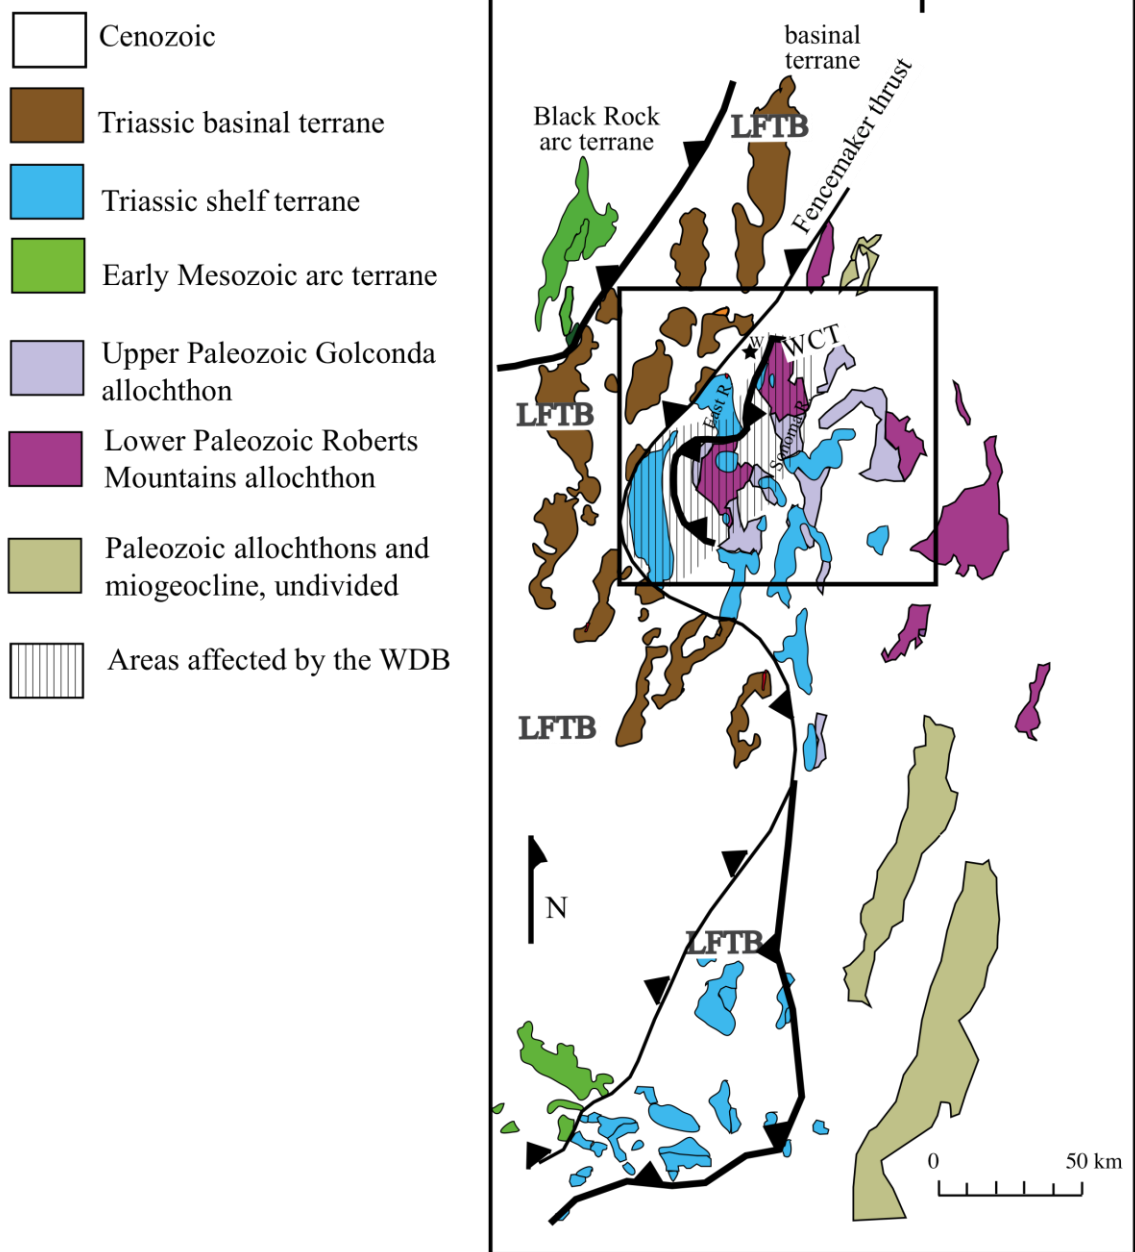 Cenozoic
Triassic basinal terrane
Triassic shelf terrane
Early Mesozoic arc terrane
Upper Paleozoic Golconda
allochthon
Lower Paleozoic Roberts
Mountains allochthon
Paleozoic allochthons and
miogeocline, undivided
Areas affected by the WDB
basinal
terrane
Black Rock
arc terrane
LFTB
Fencemaker thrust
W
WCT
East R
Sonoma R
LFTB
LFTB
N
LFTB
0 50 km